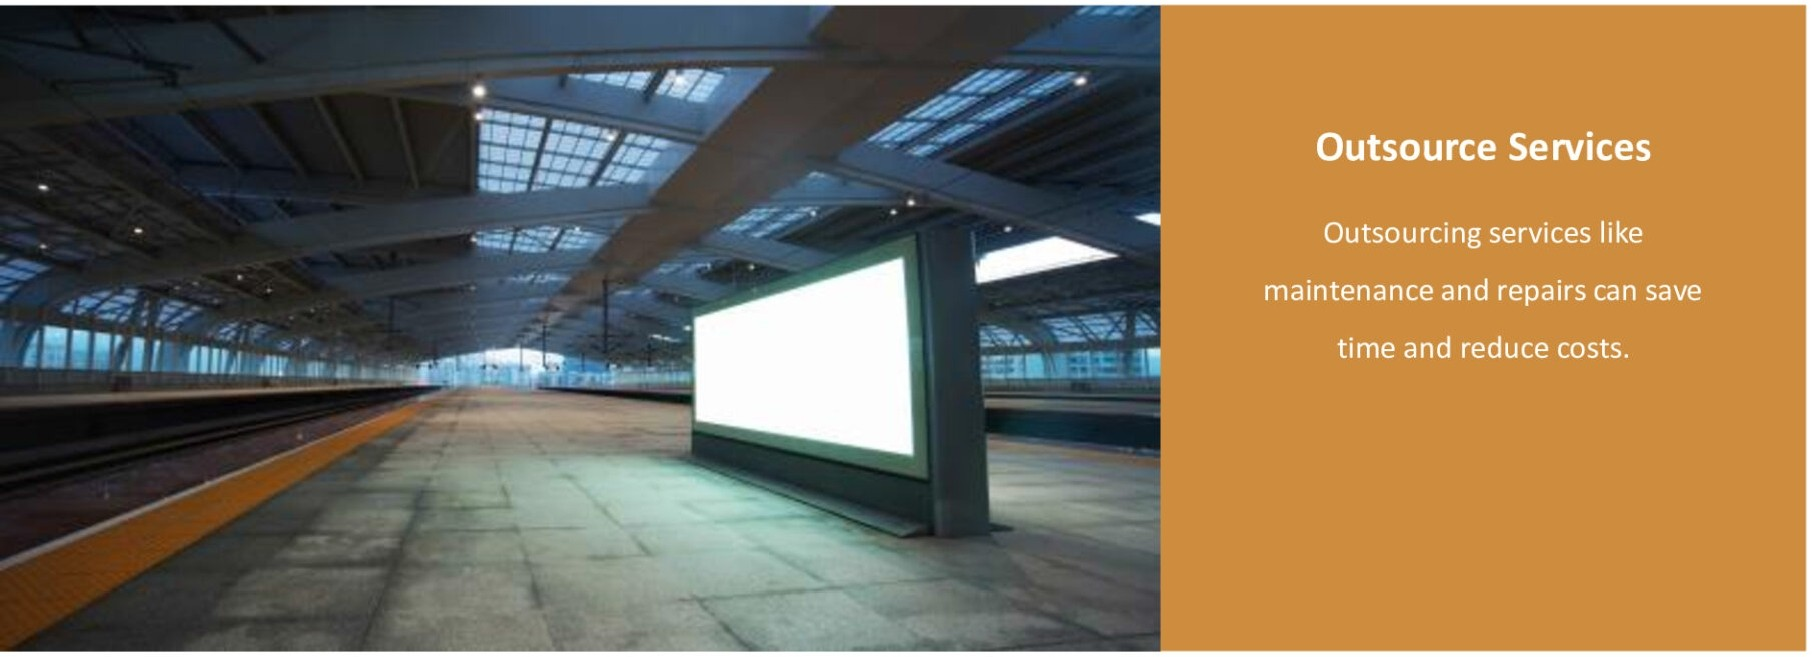 Outsource Services
Outsourcing services like
maintenance and repairs can save
time and reduce costs.